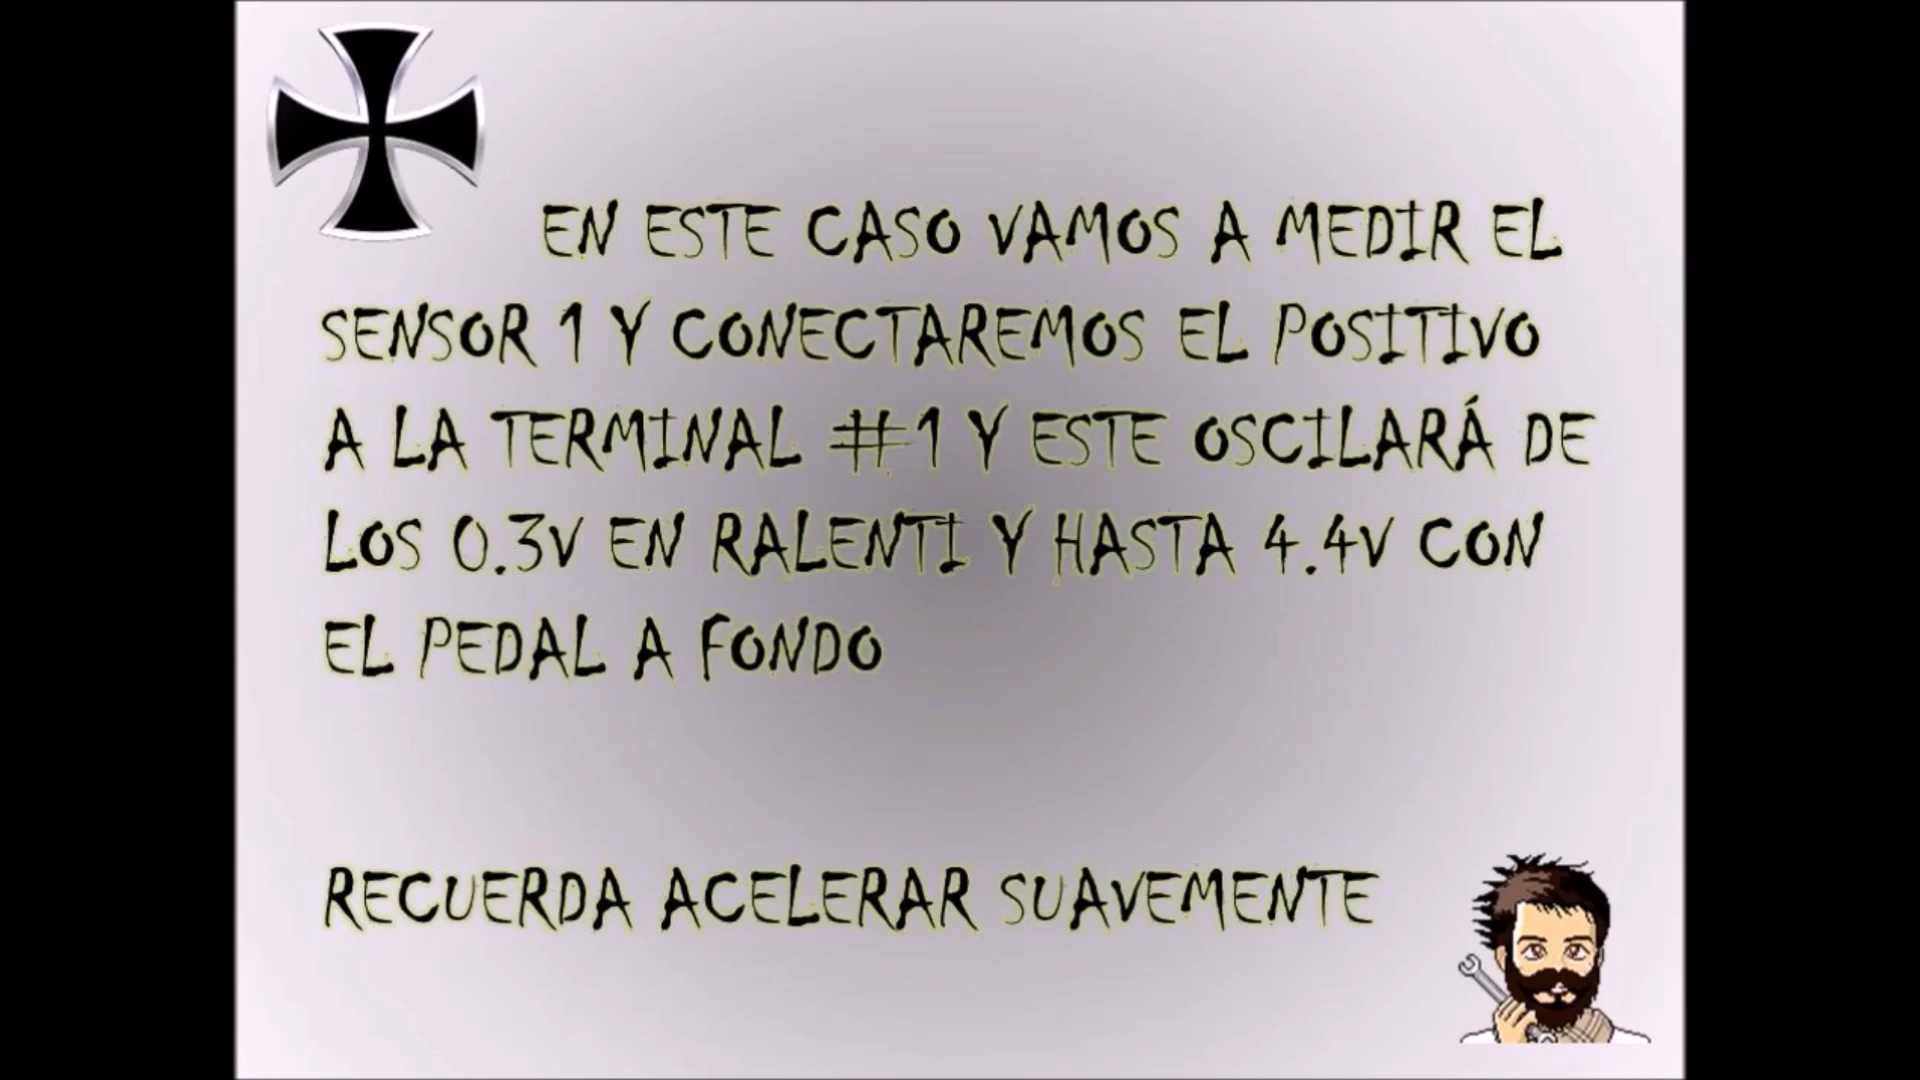 EN ESTE CASO VAMOS A MEDIR EL
SENSOR 1 Y CONECTAREMOS EL POSITIVO
A LA TERMINAL #1 Y ESTE OSCILARÁ DE
LOS 0.3V EN RALENTI Y HASTA 4.4V CON
EL PEDAL A FONDO
RECUERDA ACELERAR SUAVEMENTE